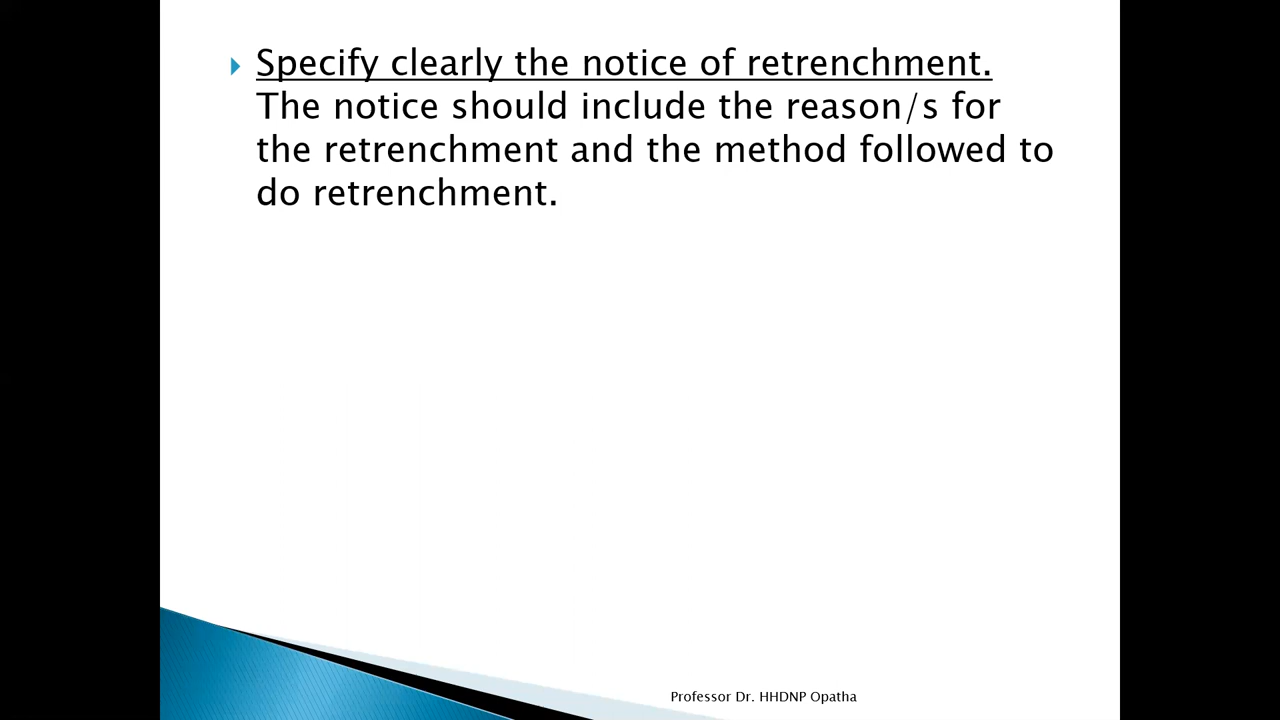 Specify clearly the notice of retrenchment.
The notice should include the reason/s for
the retrenchment and the method followed to
do retrenchment.
Professor Dr. HHDNP Opatha